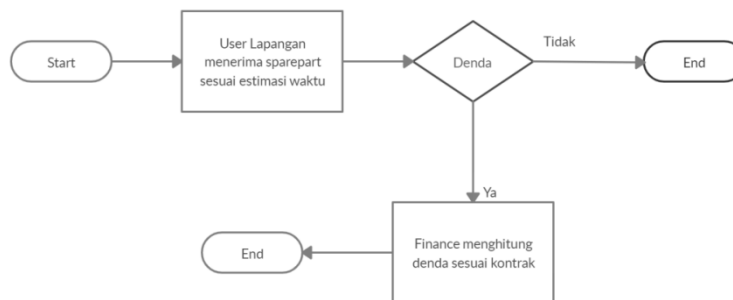 Start
User Lapangan
menerima sparepart
sesuai estimasi waktu
Denda
Tidak
End
Ya
Finance menghitung
denda sesuai kontrak
End